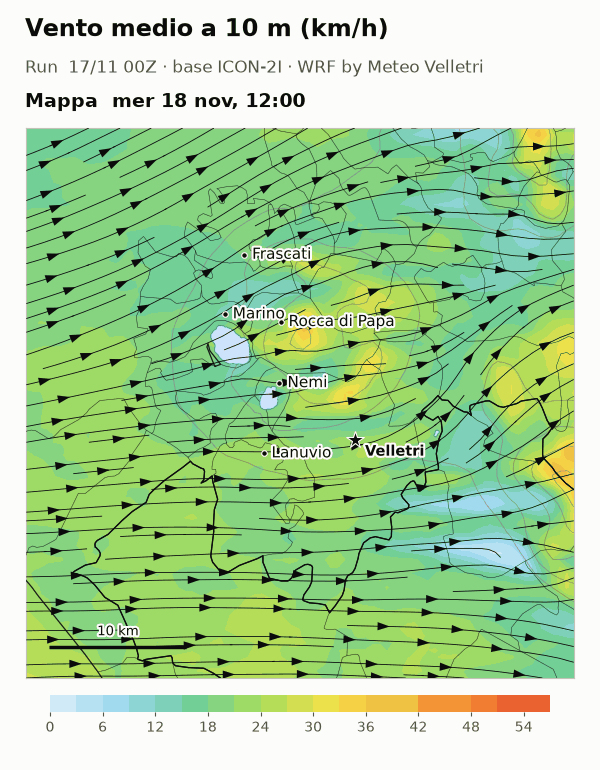 Vento medio a 10 m (km/h)
Run 17/11 00Z · base ICON-2I · WRF by Meteo Velletri
Mappa mer 18 nov, 12:00
Frascati
Marino
Rocca di Papa
Nemi
Velletri
Lanuvio
10 km
0 6 12 18 24 30 36 42 48 54